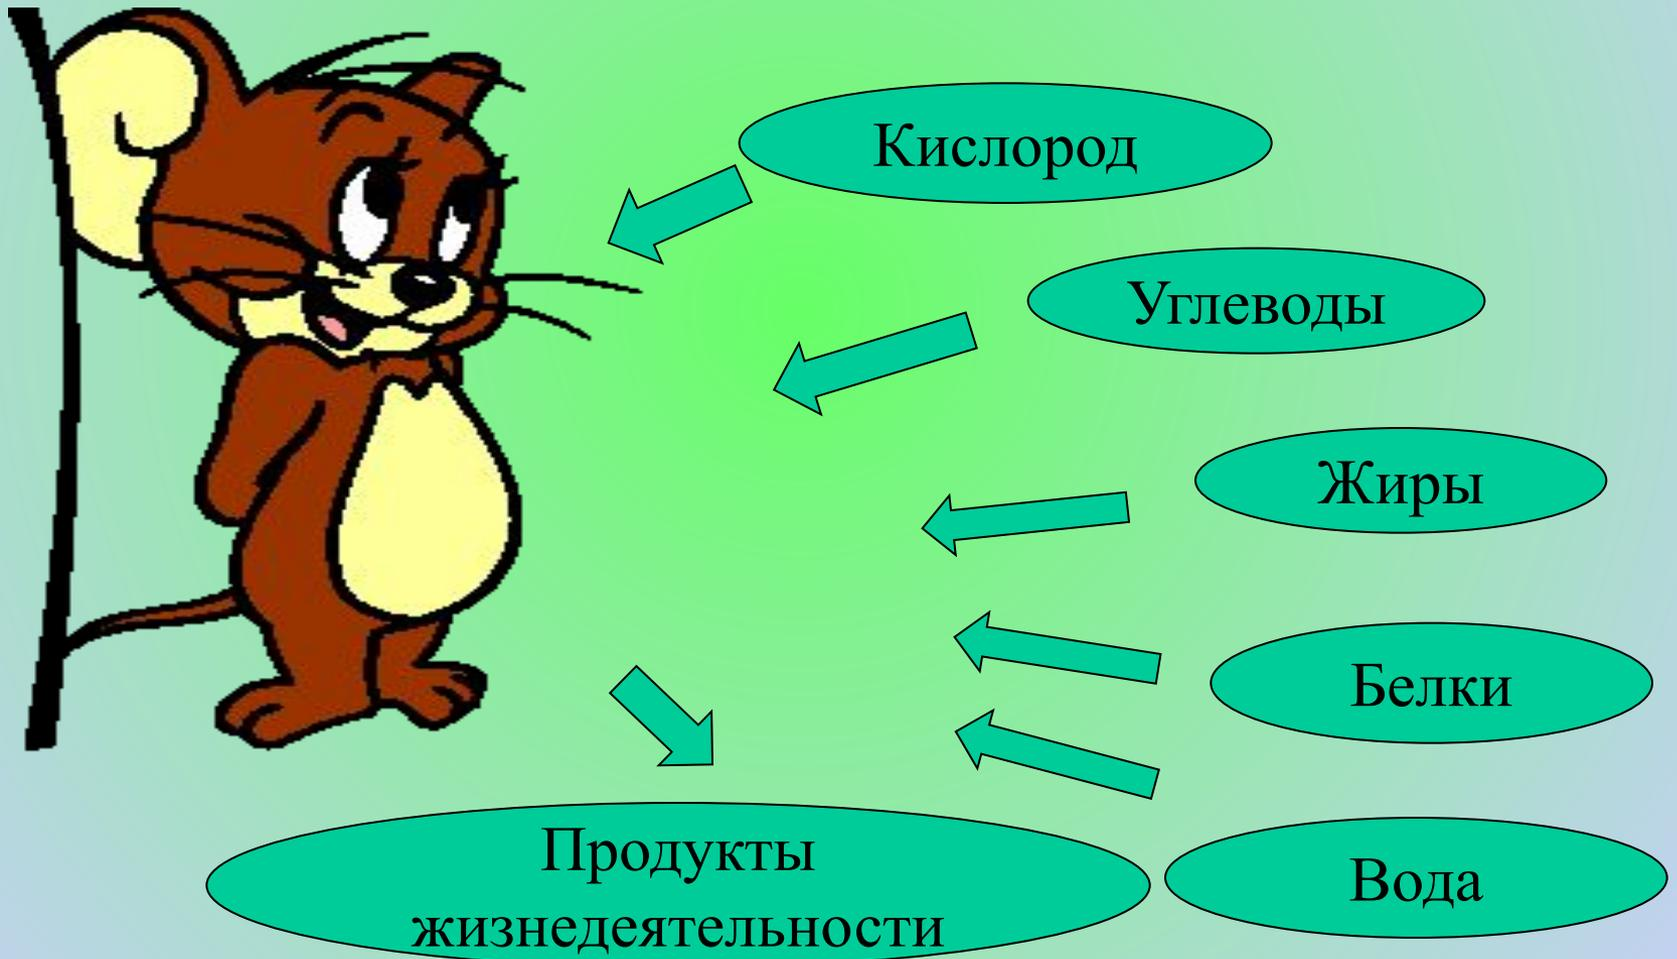 Кислород
Углеводы
Жиры
Белки
Вода
Продукты
жизнедеятельности